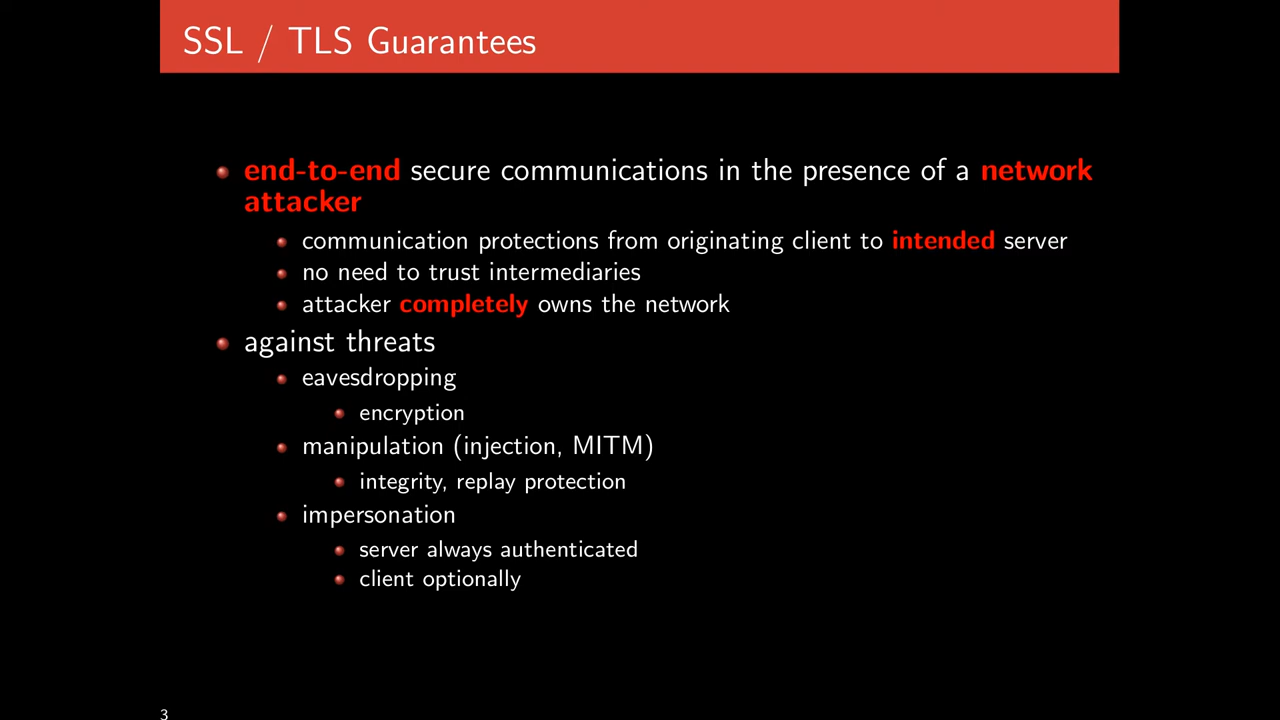 SSL / TLS Guarantees
end-to-end secure communications in the presence of a network
attacker
communication protections from originating client to intended server
no need to trust intermediaries
attacker completely owns the network
against threats
eavesdropping
encryption
manipulation (injection, MITM)
integrity, replay protection
impersonation
server always authenticated
client optionally
3